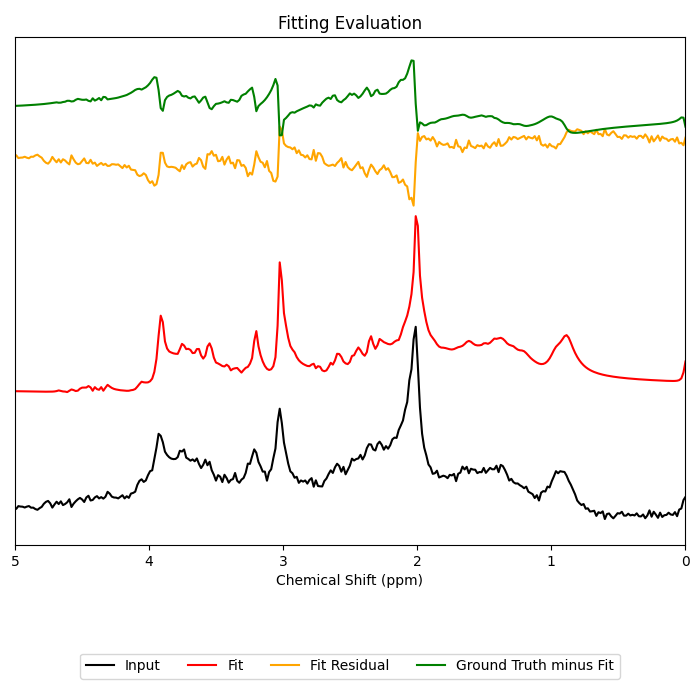 Fitting Evaluation
5 4 3 2 1 0
Chemical Shift (ppm)
Input Fit Fit Residual Ground Truth minus Fit